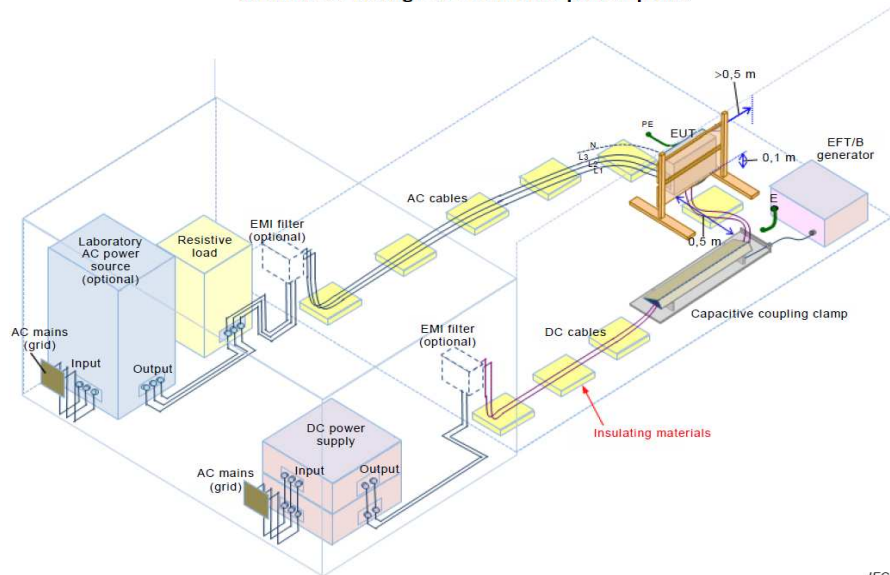 >0,5 m
PE
EUT
EFT/B
generator
N
L3
L2
L1
0,1 m
AC cables
E
EMI filter
(optional)
Laboratory
AC power
source
(optional)
Resistive
load
0,5 m
Capacitive coupling clamp
AC mains
(grid)
Input
Output
EMI filter
(optional)
DC cables
Insulating materials
DC power
supply
AC mains
(grid)
Input
Output